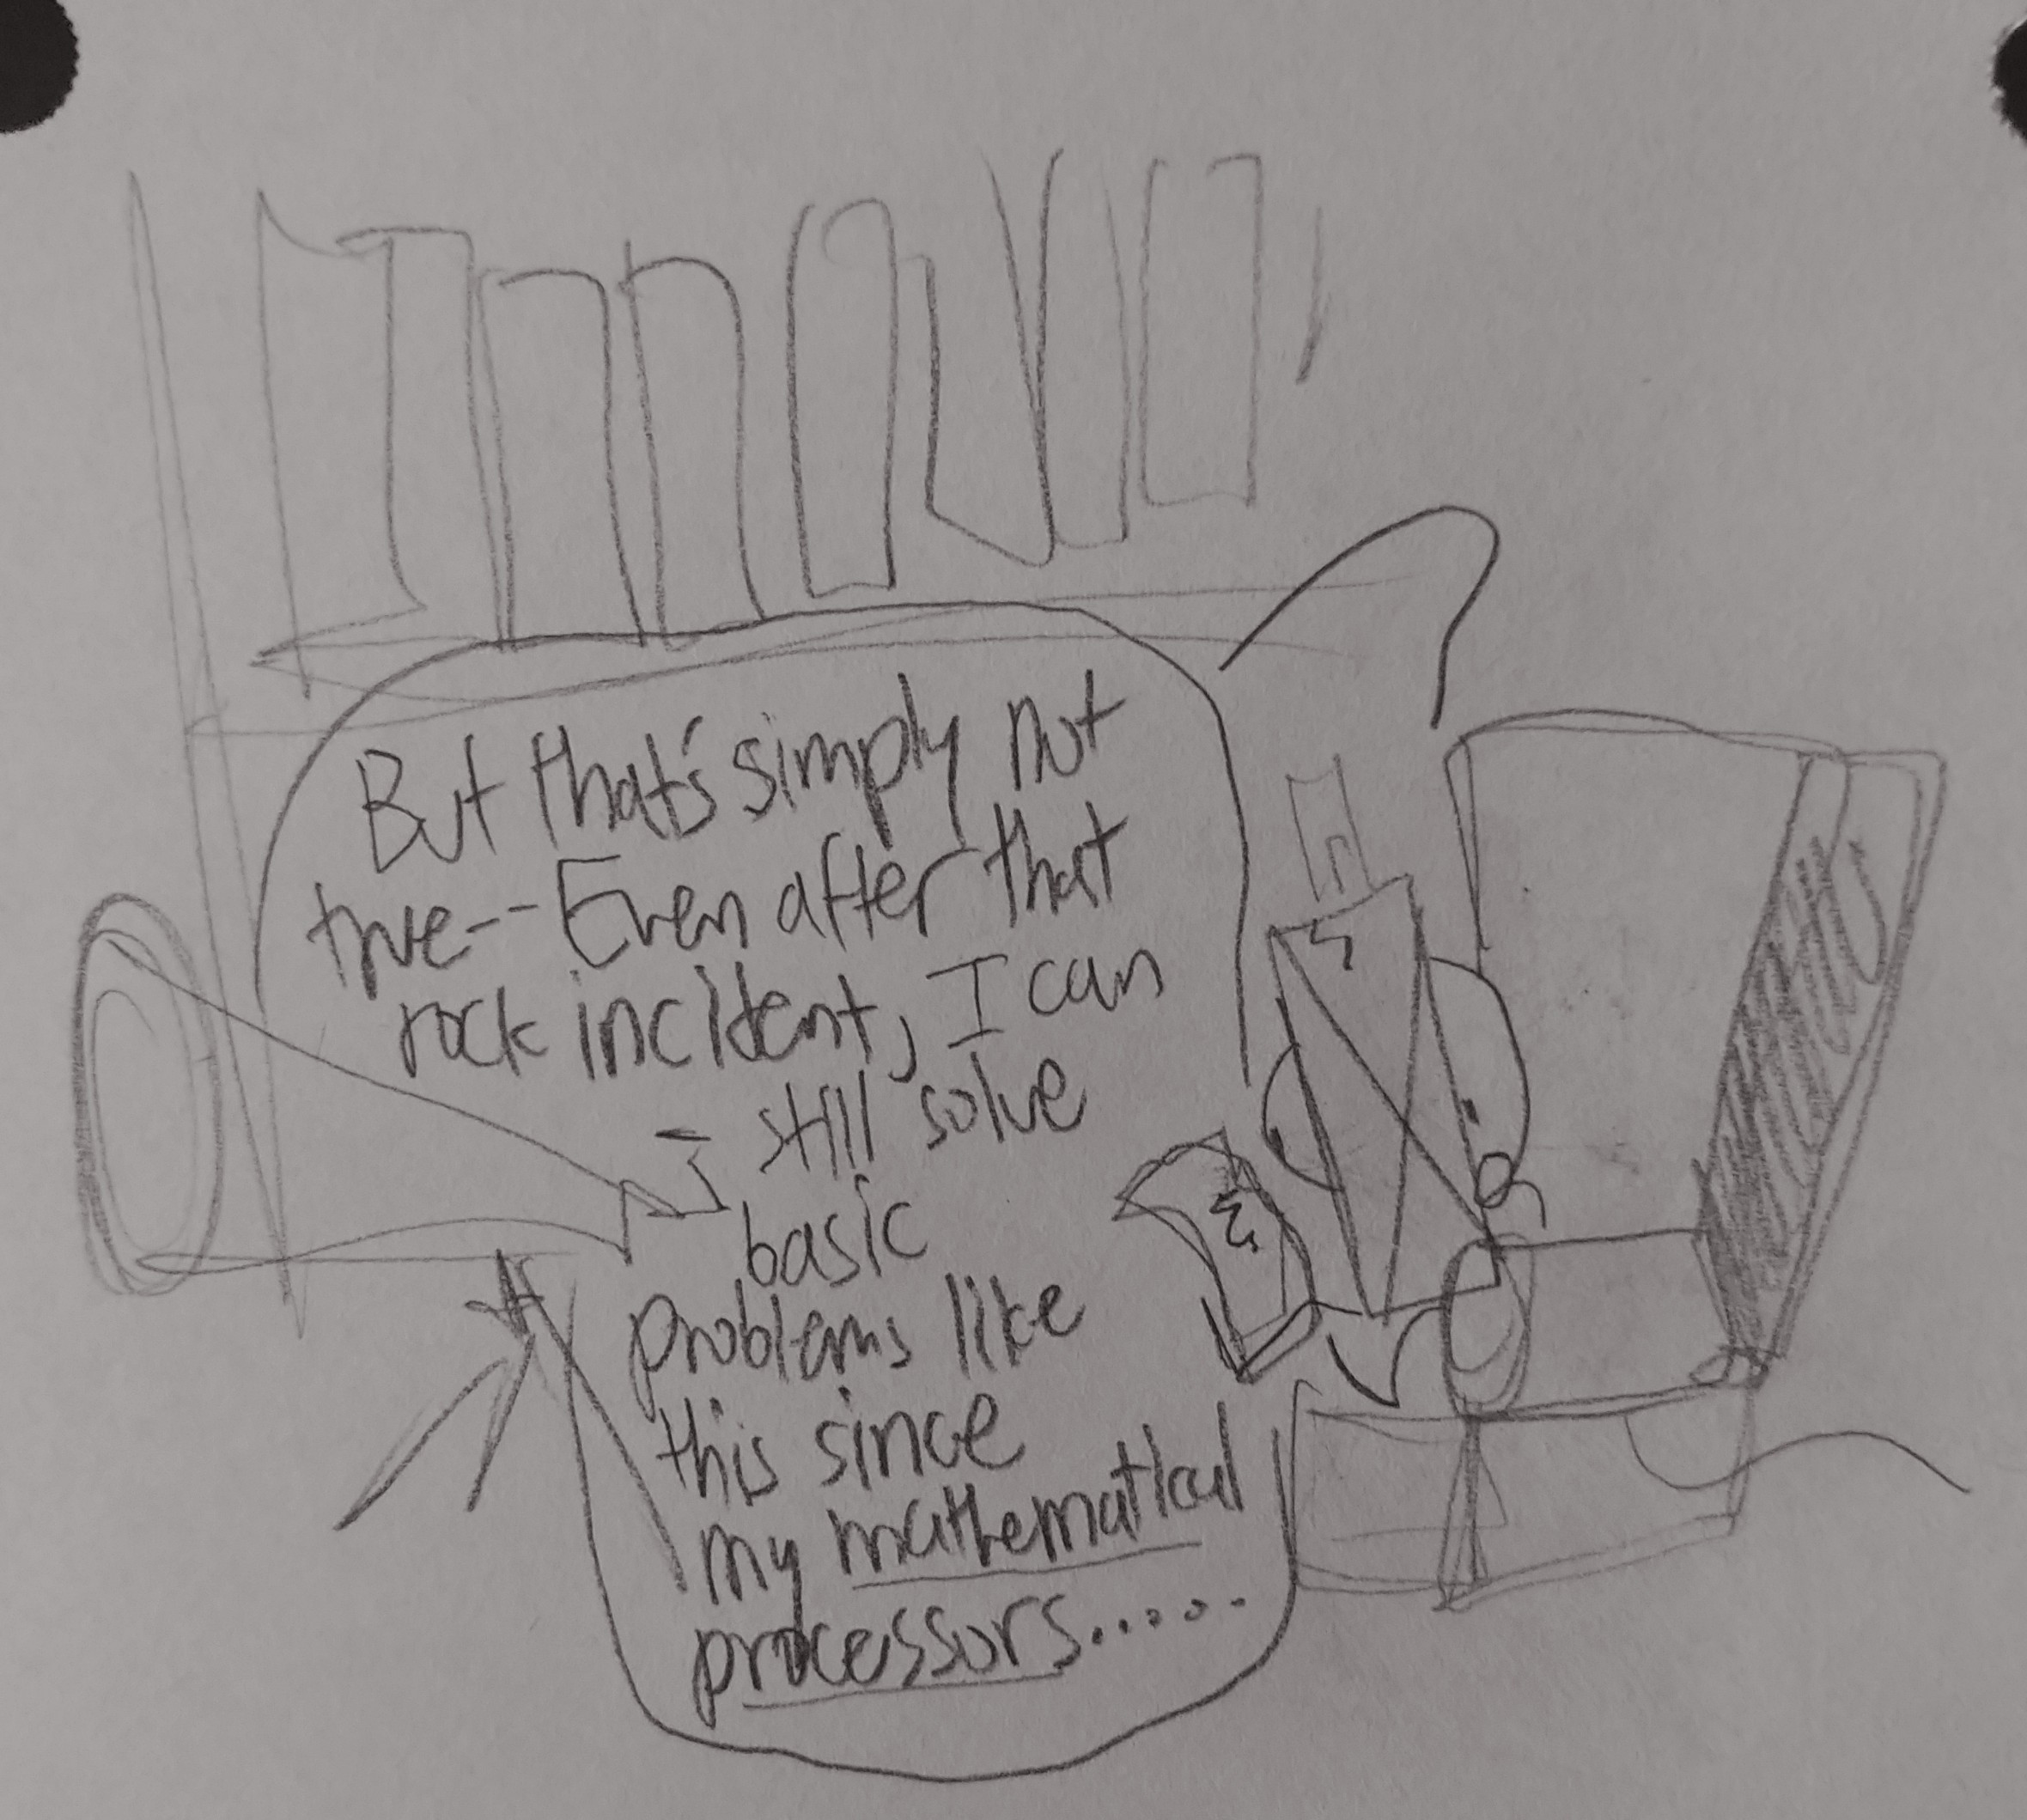 But that's simply not
true-- Even after that
rock incident, I can
still solve
basic
problems like
this since
my mathematical
processors......